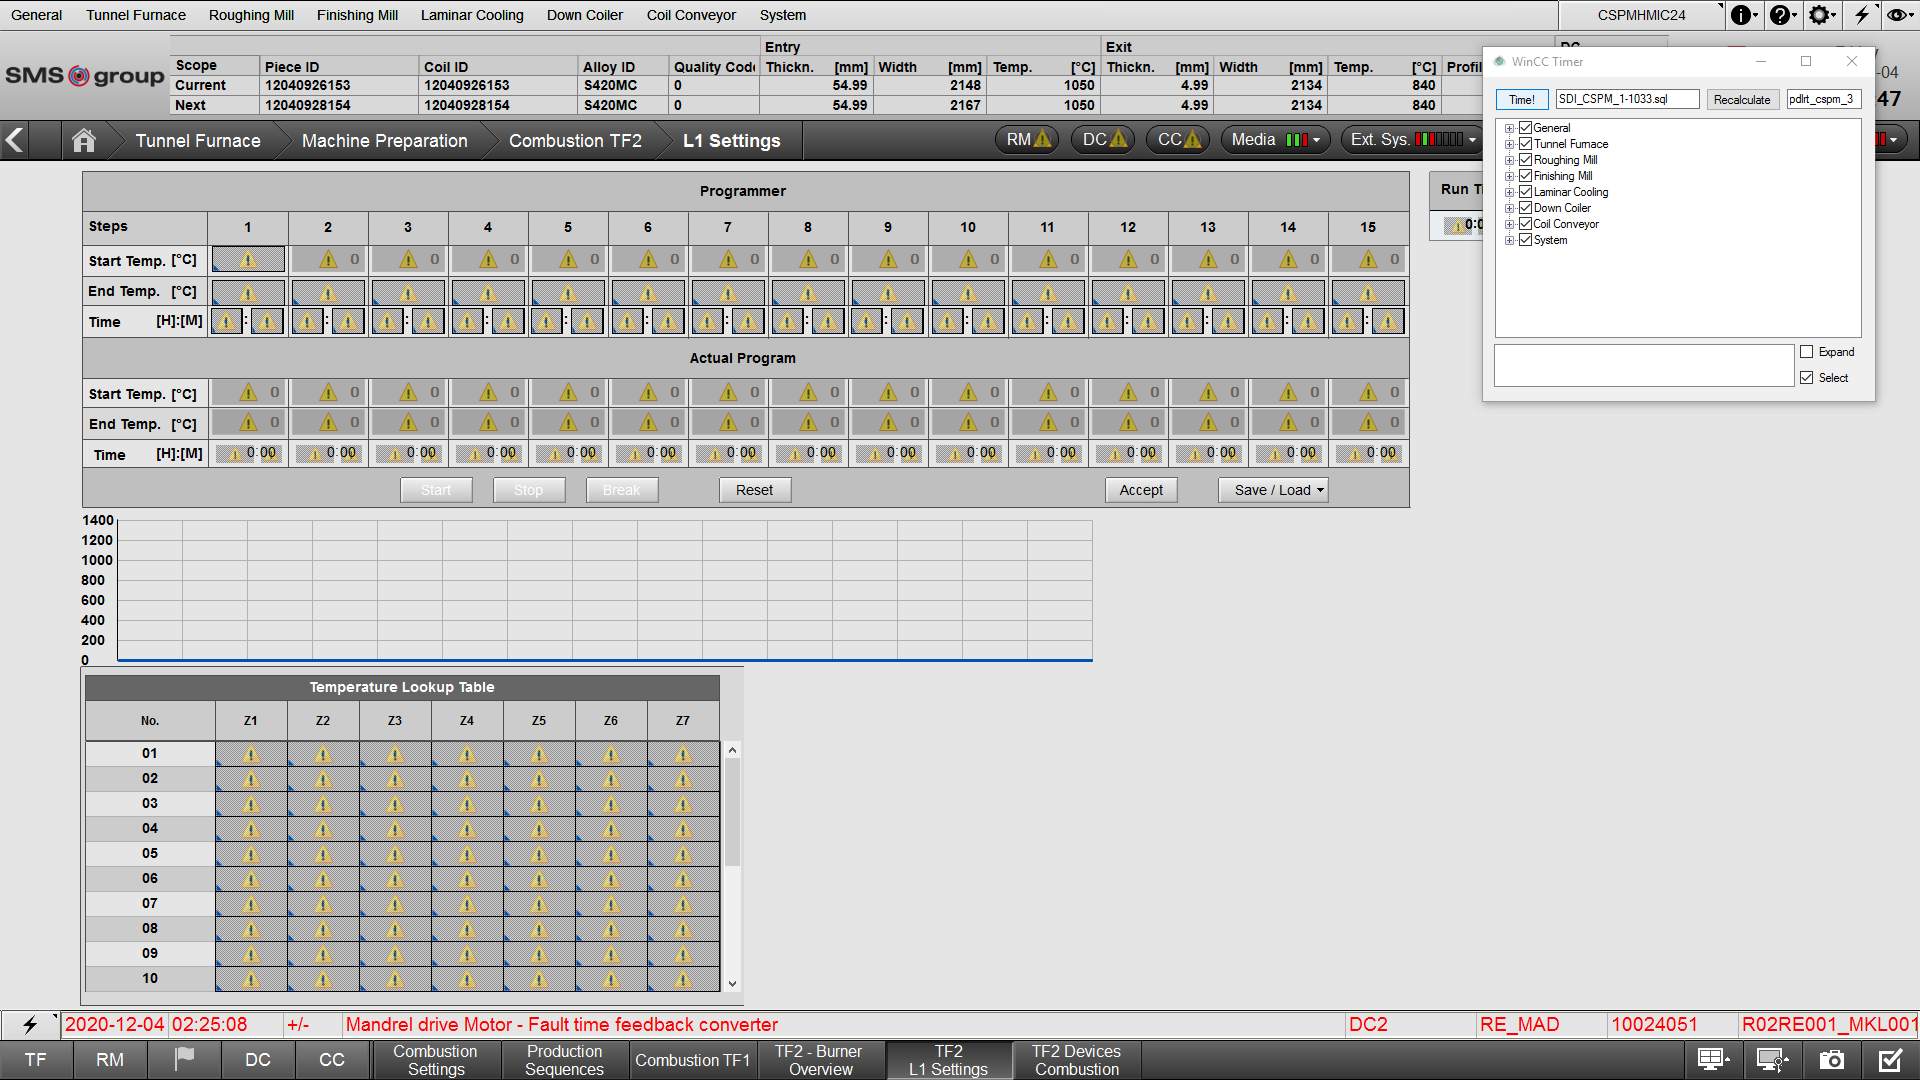 General Tunnel Furnace Roughing Mill Finishing Mill Laminar Cooling Down Coiler Coil Conveyor System CSPMHMIC24
SMS group
Entry Exit
Scope Piece ID Coil ID Alloy ID Quality Code Thickn. [mm] Width [mm] Temp. [°C] Thickn. [mm] Width [mm] Temp. [°C]
Current 12040926153 12040926153 S420MC 0 54.99 2148 1050 4.99 2134 840
Next 12040928154 12040928154 S420MC 0 54.99 2167 1050 4.99 2134 840
-04
47
Tunnel Furnace Machine Preparation Combustion TF2 L1 Settings RM DC CC Media Ext. Sys.
WinCC Timer
Time! SDI_CSPM_1-1033.sql Recalculate pdlrt_cspm_3
General
Tunnel Furnace
Roughing Mill
Finishing Mill
Laminar Cooling
Down Coiler
Coil Conveyor
System
Expand
Select
Programmer
Run T
Steps 1 2 3 4 5 6 7 8 9 10 11 12 13 14 15
Start Temp. [°C] 0 0 0 0 0 0 0 0 0 0 0 0 0 0
End Temp. [°C]
Time [H]:[M] : : : : : : : : : : : : : : :
Actual Program
Start Temp. [°C] 0 0 0 0 0 0 0 0 0 0 0 0 0 0 0
End Temp. [°C] 0 0 0 0 0 0 0 0 0 0 0 0 0 0 0
Time [H]:[M] 0:00 0:00 0:00 0:00 0:00 0:00 0:00 0:00 0:00 0:00 0:00 0:00 0:00 0:00 0:00
Start Stop Break Reset Accept Save / Load
1400
1200
1000
800
600
400
200
0
Temperature Lookup Table
No. Z1 Z2 Z3 Z4 Z5 Z6 Z7
01
02
03
04
05
06
07
08
09
10
2020-12-04 02:25:08 +/- Mandrel drive Motor - Fault time feedback converter DC2 RE_MAD 10024051 R02RE001_MKL001
TF RM DC CC
Combustion Settings
Production Sequences
Combustion TF1
TF2 - Burner Overview
TF2 L1 Settings
TF2 Devices Combustion